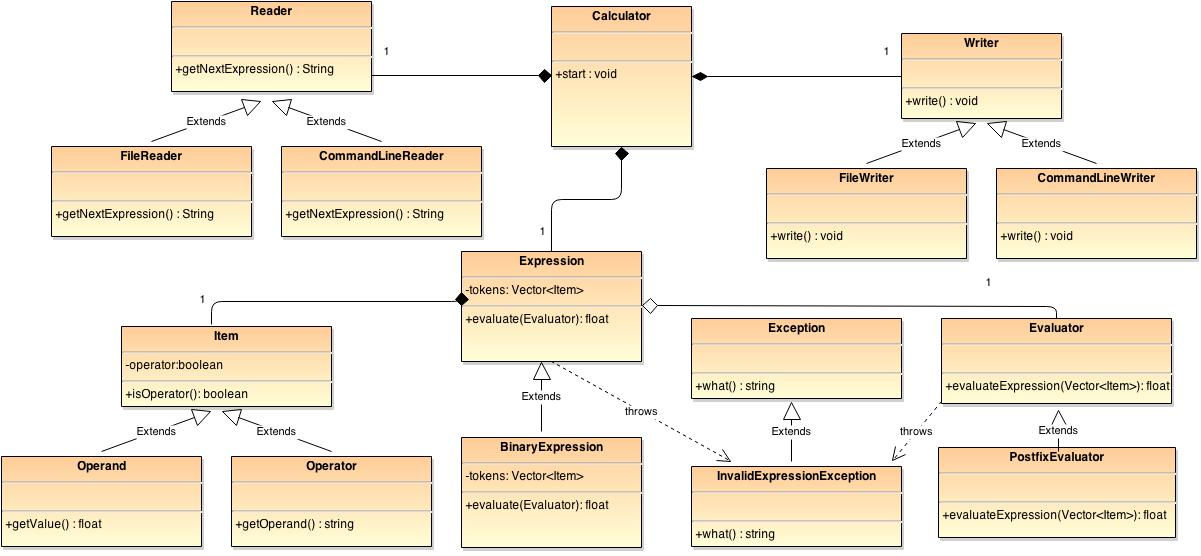 Reader
+getNextExpression() : String
Calculator
+start : void
Writer
+write() : void
1
1
Extends
Extends
Extends
Extends
FileReader
+getNextExpression() : String
CommandLineReader
+getNextExpression() : String
FileWriter
+write() : void
CommandLineWriter
+write() : void
1
Expression
-tokens: Vector<Item>
+evaluate(Evaluator): float
1
1
Item
-operator:boolean
+isOperator(): boolean
Exception
+what() : string
Evaluator
+evaluateExpression(Vector<Item>): float
Extends
throws
Extends
Extends
Extends
throws
Extends
Operand
+getValue() : float
Operator
+getOperand() : string
BinaryExpression
-tokens: Vector<Item>
+evaluate(Evaluator): float
InvalidExpressionException
+what() : string
PostfixEvaluator
+evaluateExpression(Vector<Item>): float